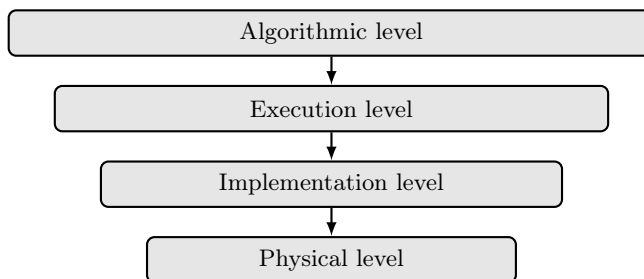 Algorithmic level
Execution level
Implementation level
Physical level